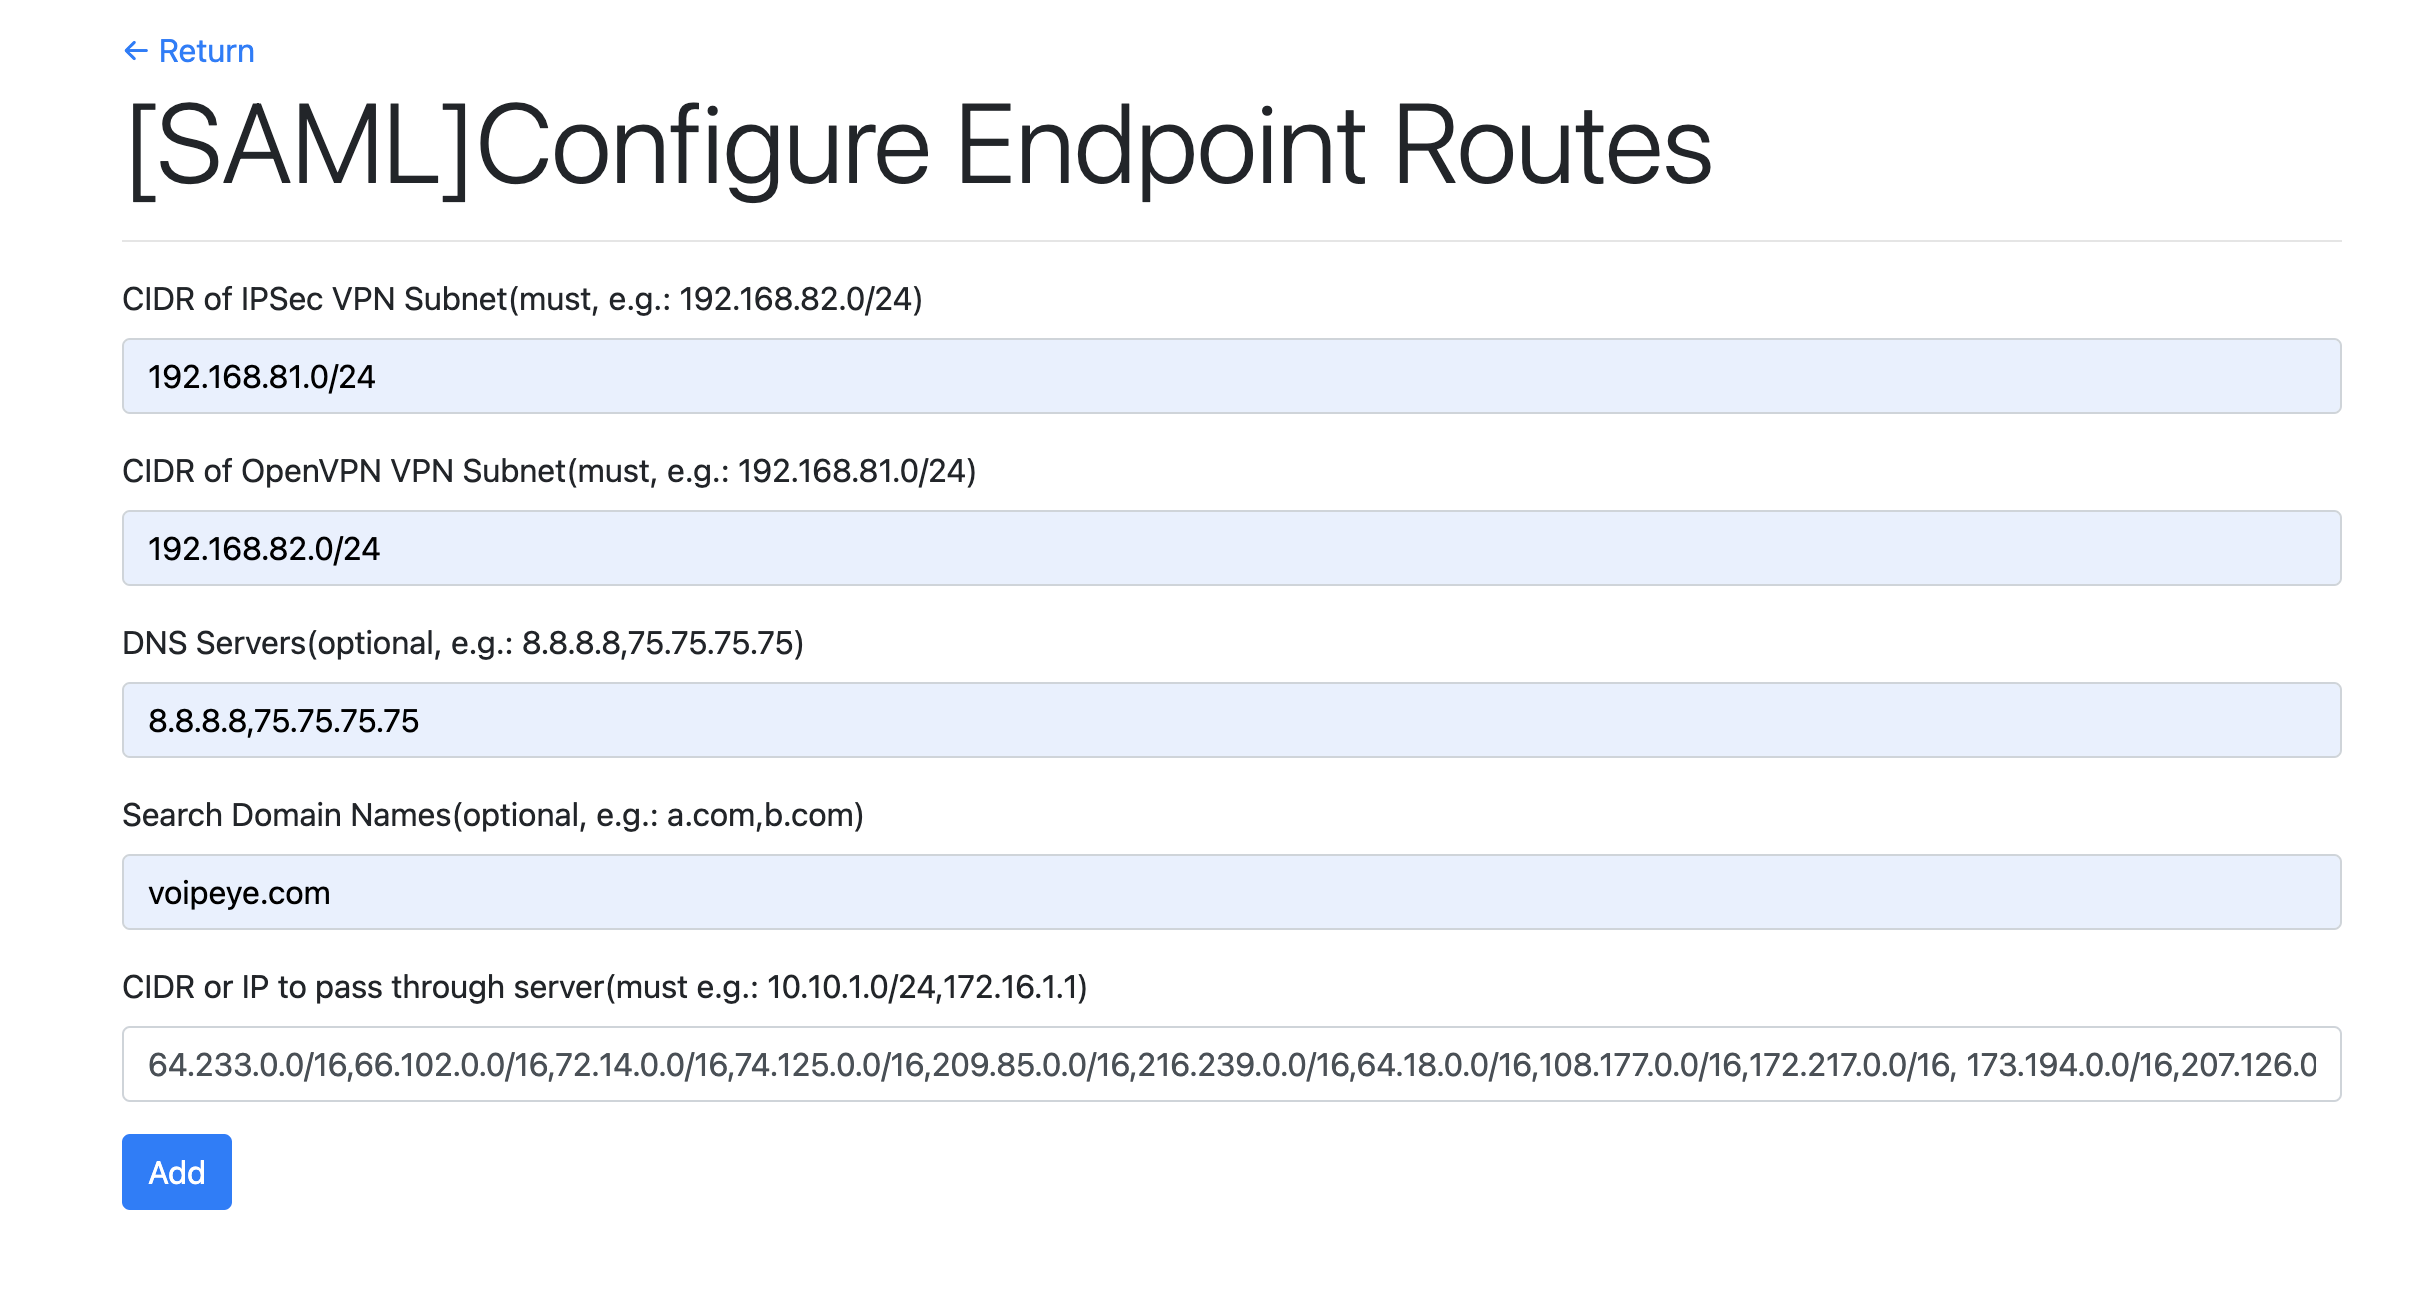 ← Return
[SAML]Configure Endpoint Routes
CIDR of IPSec VPN Subnet(must, e.g.: 192.168.82.0/24)
192.168.81.0/24
CIDR of OpenVPN VPN Subnet(must, e.g.: 192.168.81.0/24)
192.168.82.0/24
DNS Servers(optional, e.g.: 8.8.8.8,75.75.75.75)
8.8.8.8,75.75.75.75
Search Domain Names(optional, e.g.: a.com,b.com)
voipeye.com
CIDR or IP to pass through server(must e.g.: 10.10.1.0/24,172.16.1.1)
64.233.0.0/16,66.102.0.0/16,72.14.0.0/16,74.125.0.0/16,209.85.0.0/16,216.239.0.0/16,64.18.0.0/16,108.177.0.0/16,172.217.0.0/16, 173.194.0.0/16,207.126.0
Add